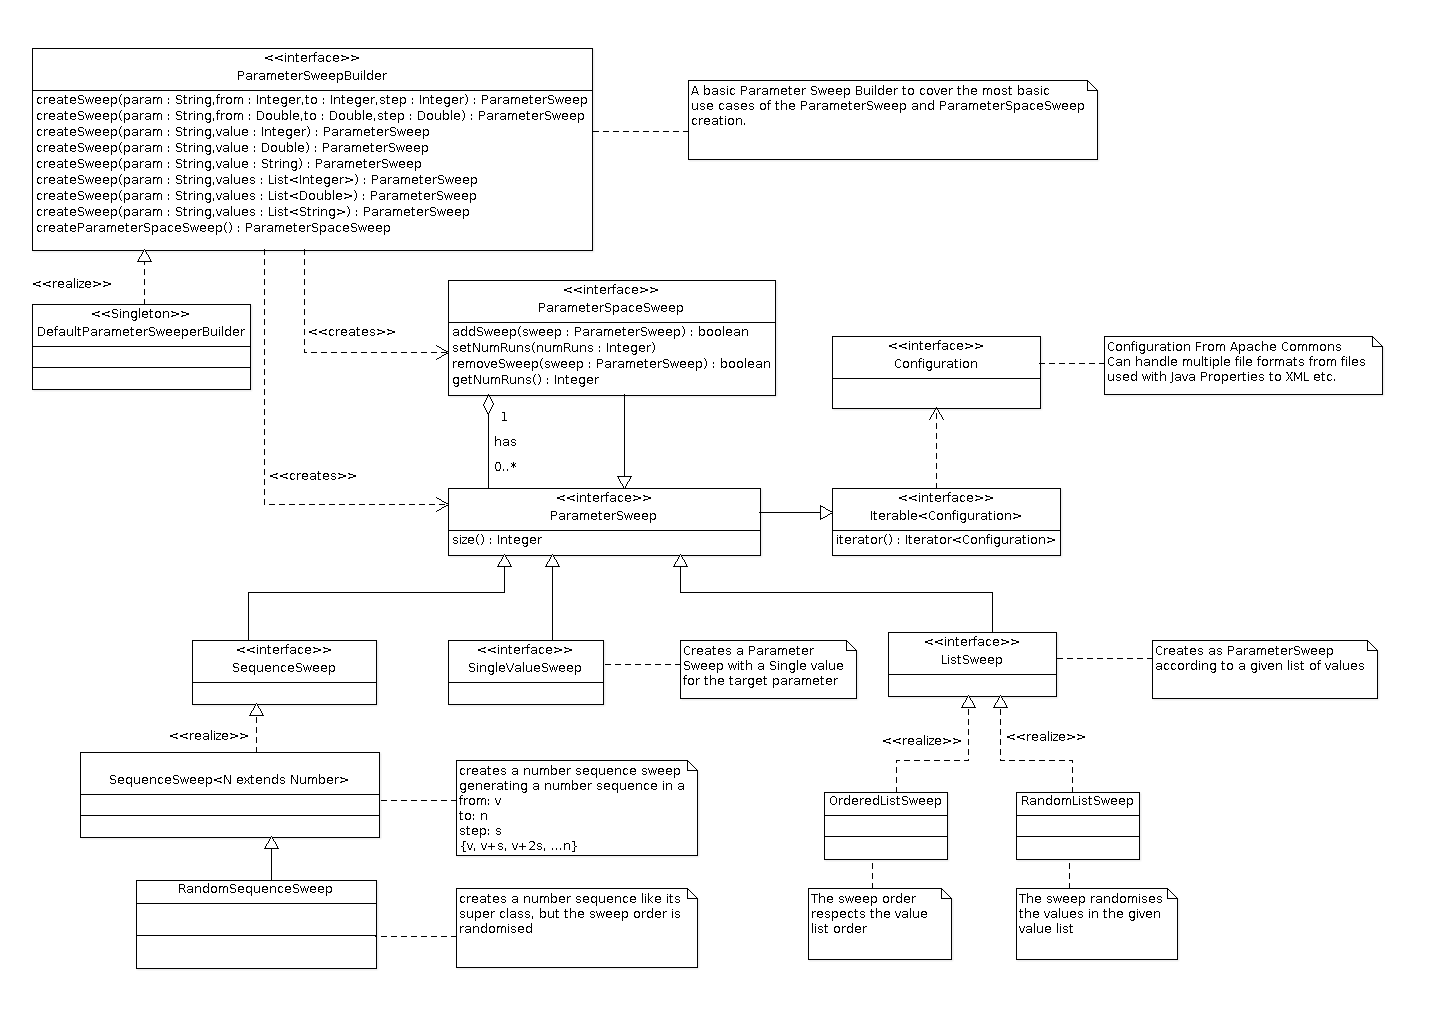 <<interface>>
ParameterSweepBuilder
createSweep(param : String,from : Integer,to : Integer,step : Integer) : ParameterSweep
createSweep(param : String,from : Double,to : Double,step : Double) : ParameterSweep
createSweep(param : String,value : Integer) : ParameterSweep
createSweep(param : String,value : Double) : ParameterSweep
createSweep(param : String,value : String) : ParameterSweep
createSweep(param : String,values : List<Integer>) : ParameterSweep
createSweep(param : String,values : List<Double>) : ParameterSweep
createSweep(param : String,values : List<String>) : ParameterSweep
createParameterSpaceSweep() : ParameterSpaceSweep
A basic Parameter Sweep Builder to cover the most basic
use cases of the ParameterSweep and ParameterSpaceSweep
creation.
<<realize>>
<<Singleton>>
DefaultParameterSweeperBuilder
<<creates>>
<<interface>>
ParameterSpaceSweep
addSweep(sweep : ParameterSweep) : boolean
setNumRuns(numRuns : Integer)
removeSweep(sweep : ParameterSweep) : boolean
getNumRuns() : Integer
<<interface>>
Configuration
Configuration From Apache Commons
Can handle multiple file formats from files
used with Java Properties to XML etc.
1
has
0..*
<<creates>>
<<interface>>
ParameterSweep
size() : Integer
<<interface>>
Iterable<Configuration>
iterator() : Iterator<Configuration>
<<interface>>
SequenceSweep
<<interface>>
SingleValueSweep
Creates a Parameter
Sweep with a Single value
for the target parameter
<<interface>>
ListSweep
Creates as ParameterSweep
according to a given list of values
<<realize>>
<<realize>>
<<realize>>
SequenceSweep<N extends Number>
creates a number sequence sweep
generating a number sequence in a
from: v
to: n
step: s
{v, v+s, v+2s, ...n}
OrderedListSweep
RandomListSweep
RandomSequenceSweep
creates a number sequence like its
super class, but the sweep order is
randomised
The sweep order
respects the value
list order
The sweep randomises
the values in the given
value list